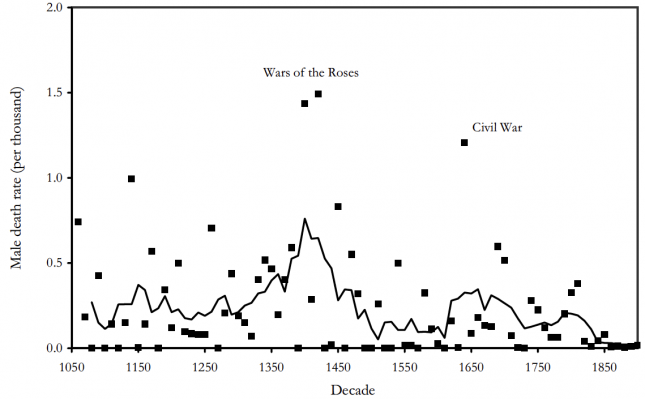 2.0
Wars of the Roses
1.5
Civil War
1.0
0.5
0.0
Male death rate (per thousand)
1050 1150 1250 1350 1450 1550 1650 1750 1850
Decade